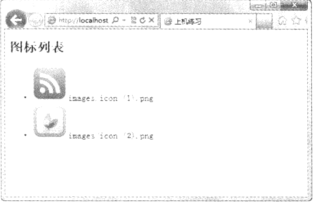 http://localhost
上机练习
图标列表
images icon (1).png
images icon (2).png